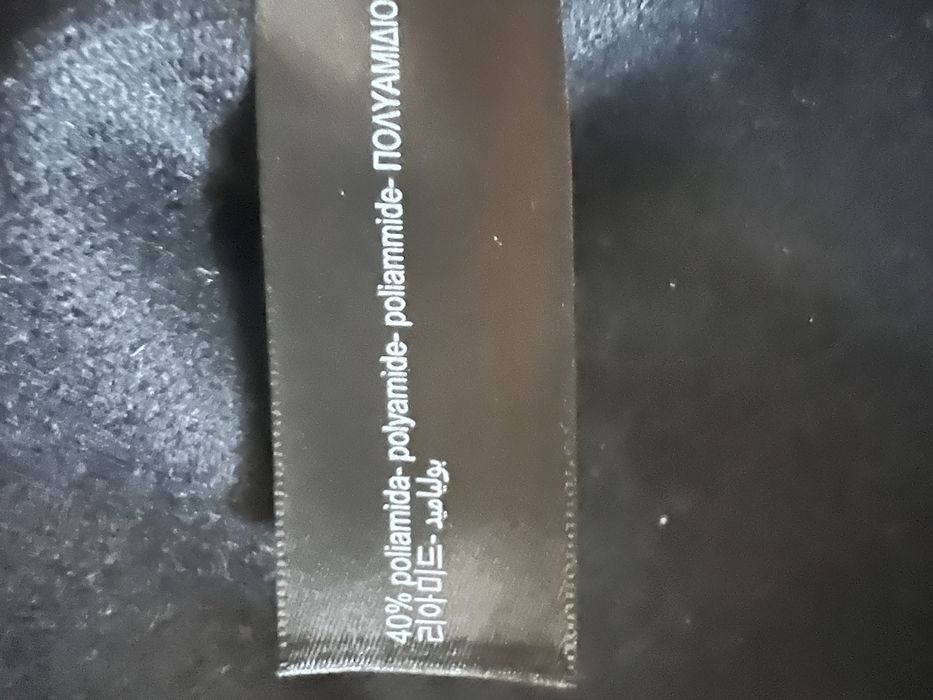 40% poliamida- polyamide- poliammide- ΠΟΛΥΑΜΙΔΙΟ
리아미드- بولياميد